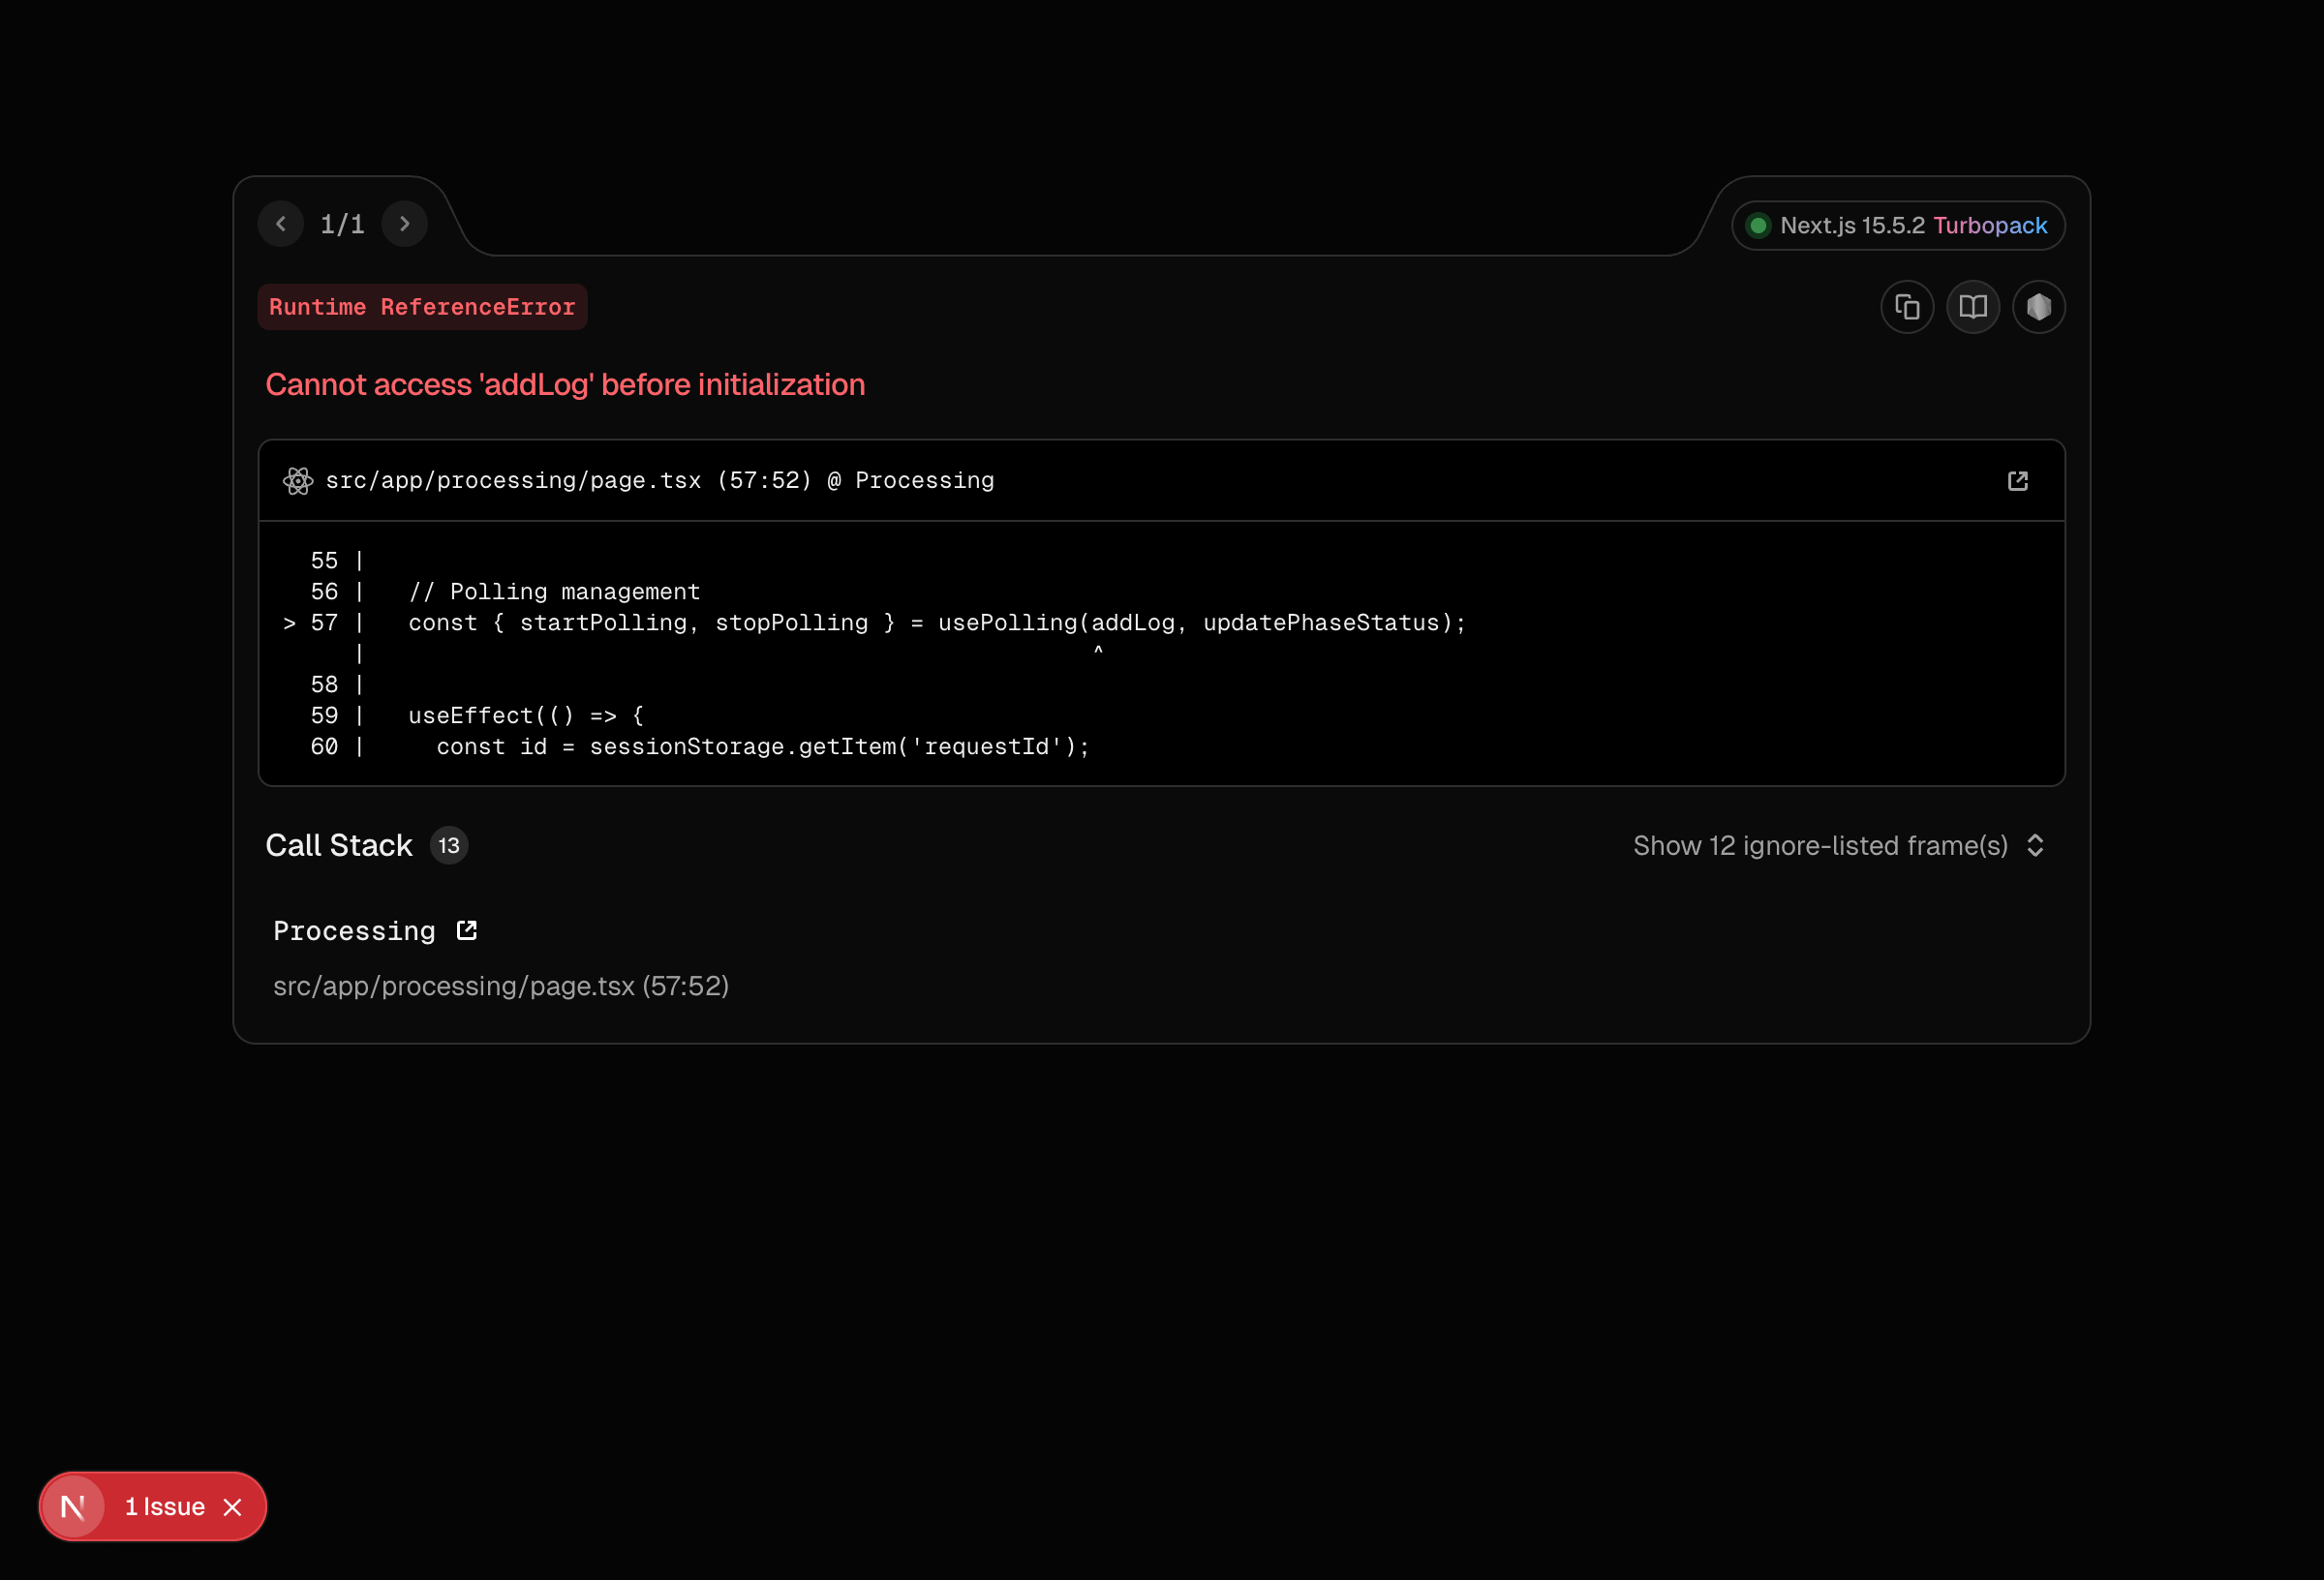 1/1
Next.js 15.5.2 Turbopack
Runtime ReferenceError
Cannot access 'addLog' before initialization
src/app/processing/page.tsx (57:52) @ Processing
55 |
56 |   // Polling management
> 57 |   const { startPolling, stopPolling } = usePolling(addLog, updatePhaseStatus);
|                                                    ^
58 |
59 |   useEffect(() => {
60 |     const id = sessionStorage.getItem('requestId');
Call Stack 13
Show 12 ignore-listed frame(s)
Processing
src/app/processing/page.tsx (57:52)
N 1 Issue